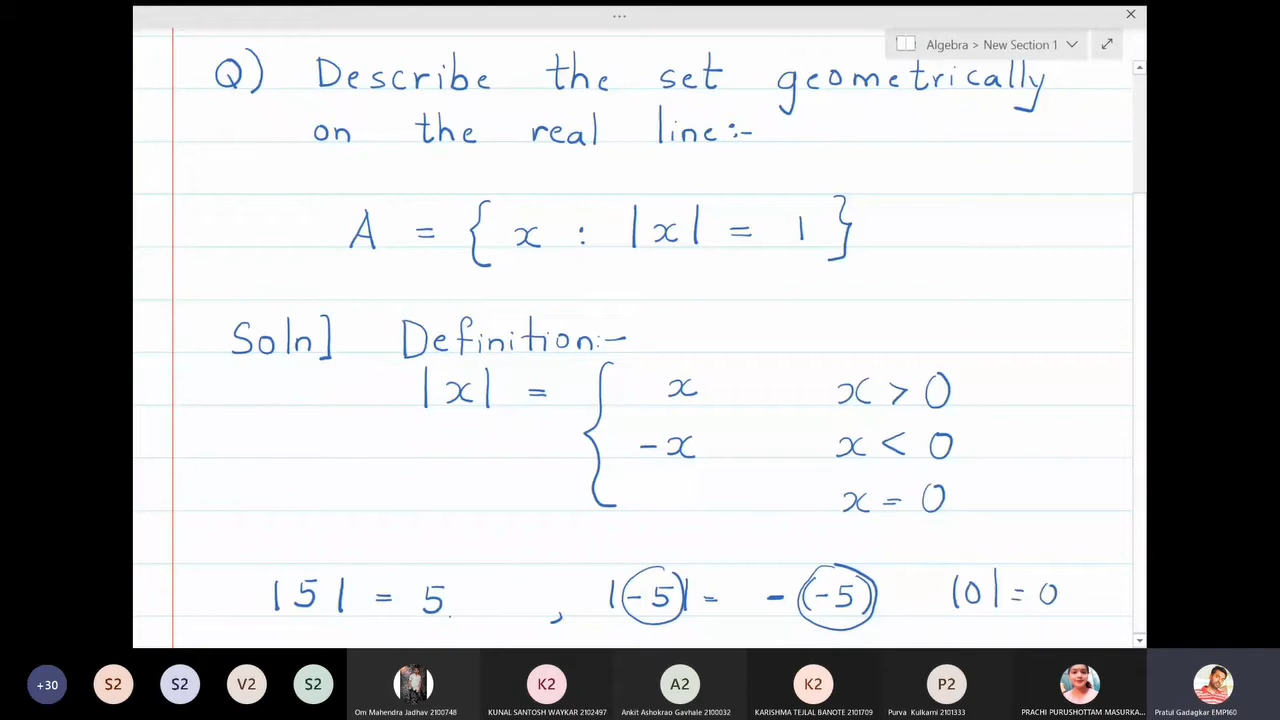 ...
Algebra > New Section 1
Q) Describe the set geometrically
on the real line:-
A = { x : |x| = 1 }
Soln] Definition:-
|x| = { x x > 0
-x x < 0
x = 0
|5| = 5. , |-5| = - (-5) |0| = 0
+30 S2 S2 V2 S2 K2 A2 K2 P2
Om Mahendra Jadhav 2100748 KUNAL SANTOSH WAYKAR 2102497 Ankit Ashokrao Gavhale 2100032 KARISHMA TEJLAL BANOTE 2101709 Purva Kulkarni 2101333 PRACHI PURUSHOTTAM MASURKA... Pratul Gadagkar EMP160